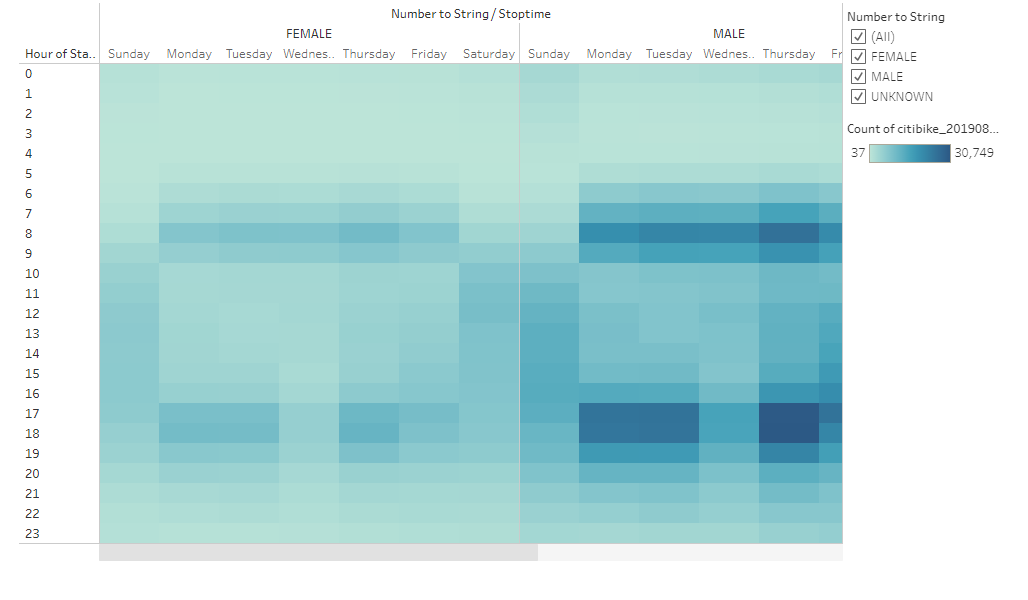 Number to String / Stoptime
FEMALE MALE
Hour of Sta.. Sunday Monday Tuesday Wednes.. Thursday Friday Saturday Sunday Monday Tuesday Wednes.. Thursday Fr
0
1
2
3
4
5
6
7
8
9
10
11
12
13
14
15
16
17
18
19
20
21
22
23
Number to String
(All)
FEMALE
MALE
UNKNOWN
Count of citibike_201908...
37 30,749